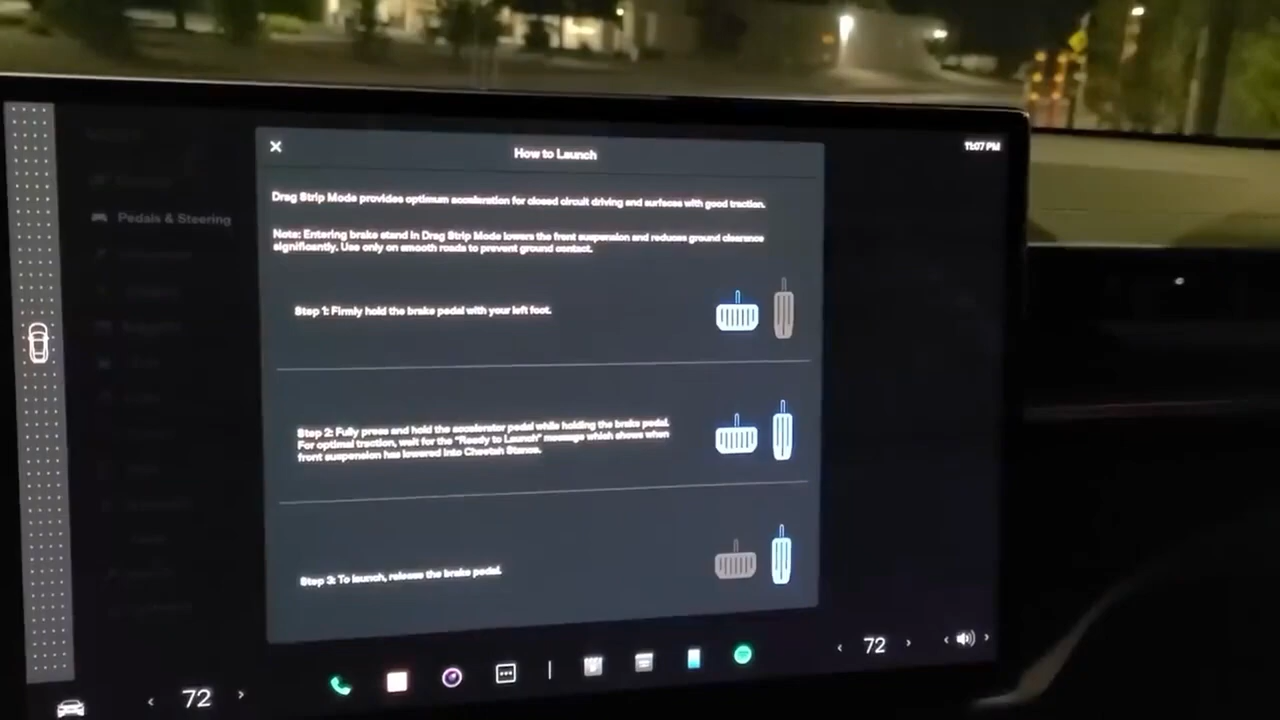 How to Launch
11:07 PM
Drag Strip Mode provides optimum acceleration for closed circuit driving and surfaces with good traction.
Pedals & Steering
Note: Entering brake stand in Drag Strip Mode lowers the front suspension and reduces ground clearance
significantly. Use only on smooth roads to prevent ground contact.
Step 1: Firmly hold the brake pedal with your left foot.
Step 2: Fully press and hold the accelerator pedal while holding the brake pedal.
For optimal traction, wait for the "Ready to Launch" message which shows when
front suspension has lowered into Cheetah Stance.
Step 3: To launch, release the brake pedal.
72
72